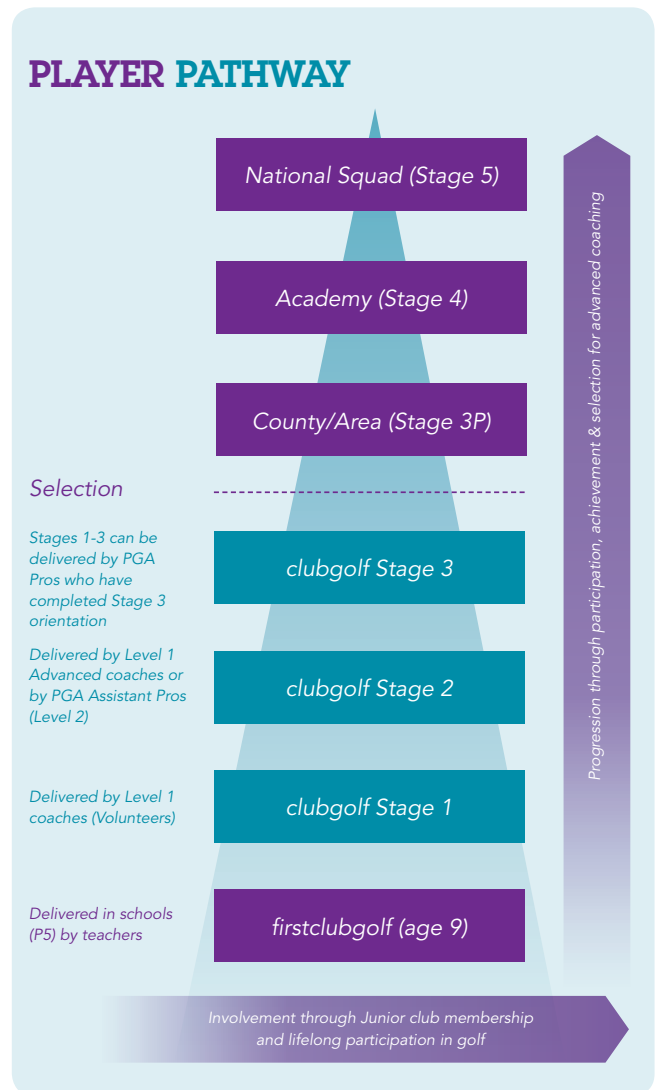 PLAYER PATHWAY
National Squad (Stage 5)
Academy (Stage 4)
County/Area (Stage 3P)
Selection
Stages 1-3 can be
delivered by PGA
Pros who have
completed Stage 3
orientation
clubgolf Stage 3
Delivered by Level 1
Advanced coaches or
by PGA Assistant Pros
(Level 2)
clubgolf Stage 2
Delivered by Level 1
coaches (Volunteers)
clubgolf Stage 1
Delivered in schools
(P5) by teachers
firstclubgolf (age 9)
Involvement through Junior club membership
and lifelong participation in golf
Progression through participation, achievement & selection for advanced coaching